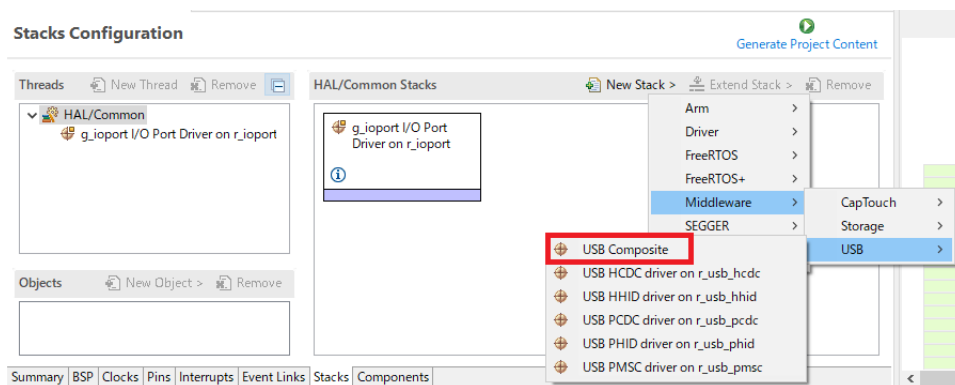 Stacks Configuration
Generate Project Content
Threads
New Thread
Remove
HAL/Common Stacks
New Stack >
Extend Stack >
Remove
HAL/Common
g_ioport I/O Port Driver on r_ioport
g_ioport I/O Port
Driver on r_ioport
Arm
Driver
FreeRTOS
FreeRTOS+
Middleware
SEGGER
CapTouch
Storage
USB
USB Composite
USB HCDC driver on r_usb_hcdc
USB HHID driver on r_usb_hhid
USB PCDC driver on r_usb_pcdc
USB PHID driver on r_usb_phid
USB PMSC driver on r_usb_pmsc
Objects
New Object >
Remove
Summary BSP Clocks Pins Interrupts Event Links Stacks Components